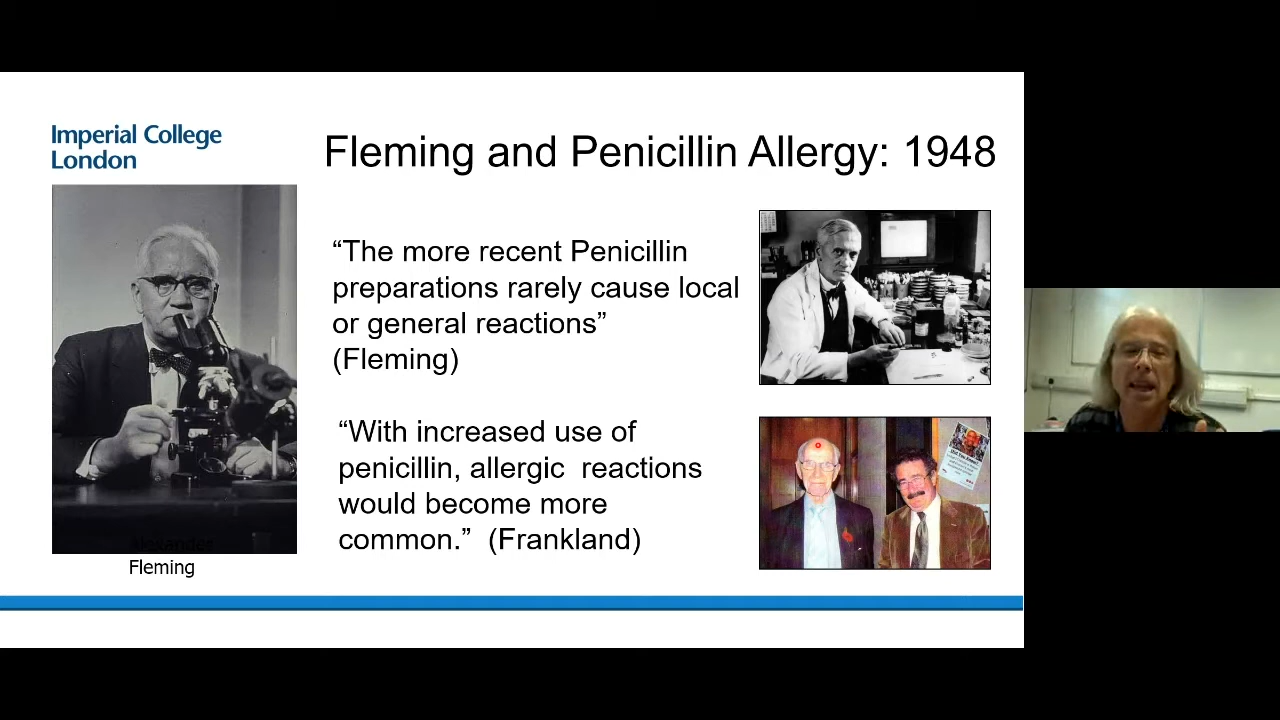 Imperial College
London
Fleming and Penicillin Allergy: 1948
“The more recent Penicillin
preparations rarely cause local
or general reactions”
(Fleming)
“With increased use of
penicillin, allergic  reactions
would become more
common.”  (Frankland)
Alexander
Fleming